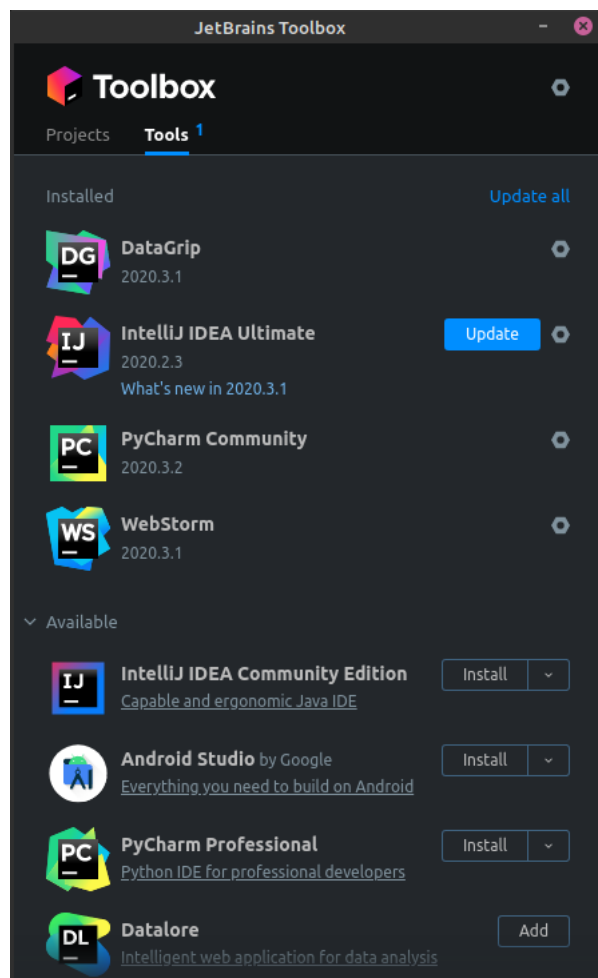 JetBrains Toolbox
Toolbox
Projects Tools 1
Installed Update all
DG DataGrip
2020.3.1
IJ IntelliJ IDEA Ultimate Update
2020.2.3
What's new in 2020.3.1
PC PyCharm Community
2020.3.2
WS WebStorm
2020.3.1
Available
IJ IntelliJ IDEA Community Edition Install
Capable and ergonomic Java IDE
Android Studio by Google Install
Everything you need to build on Android
PC PyCharm Professional Install
Python IDE for professional developers
DL Datalore Add
Intelligent web application for data analysis